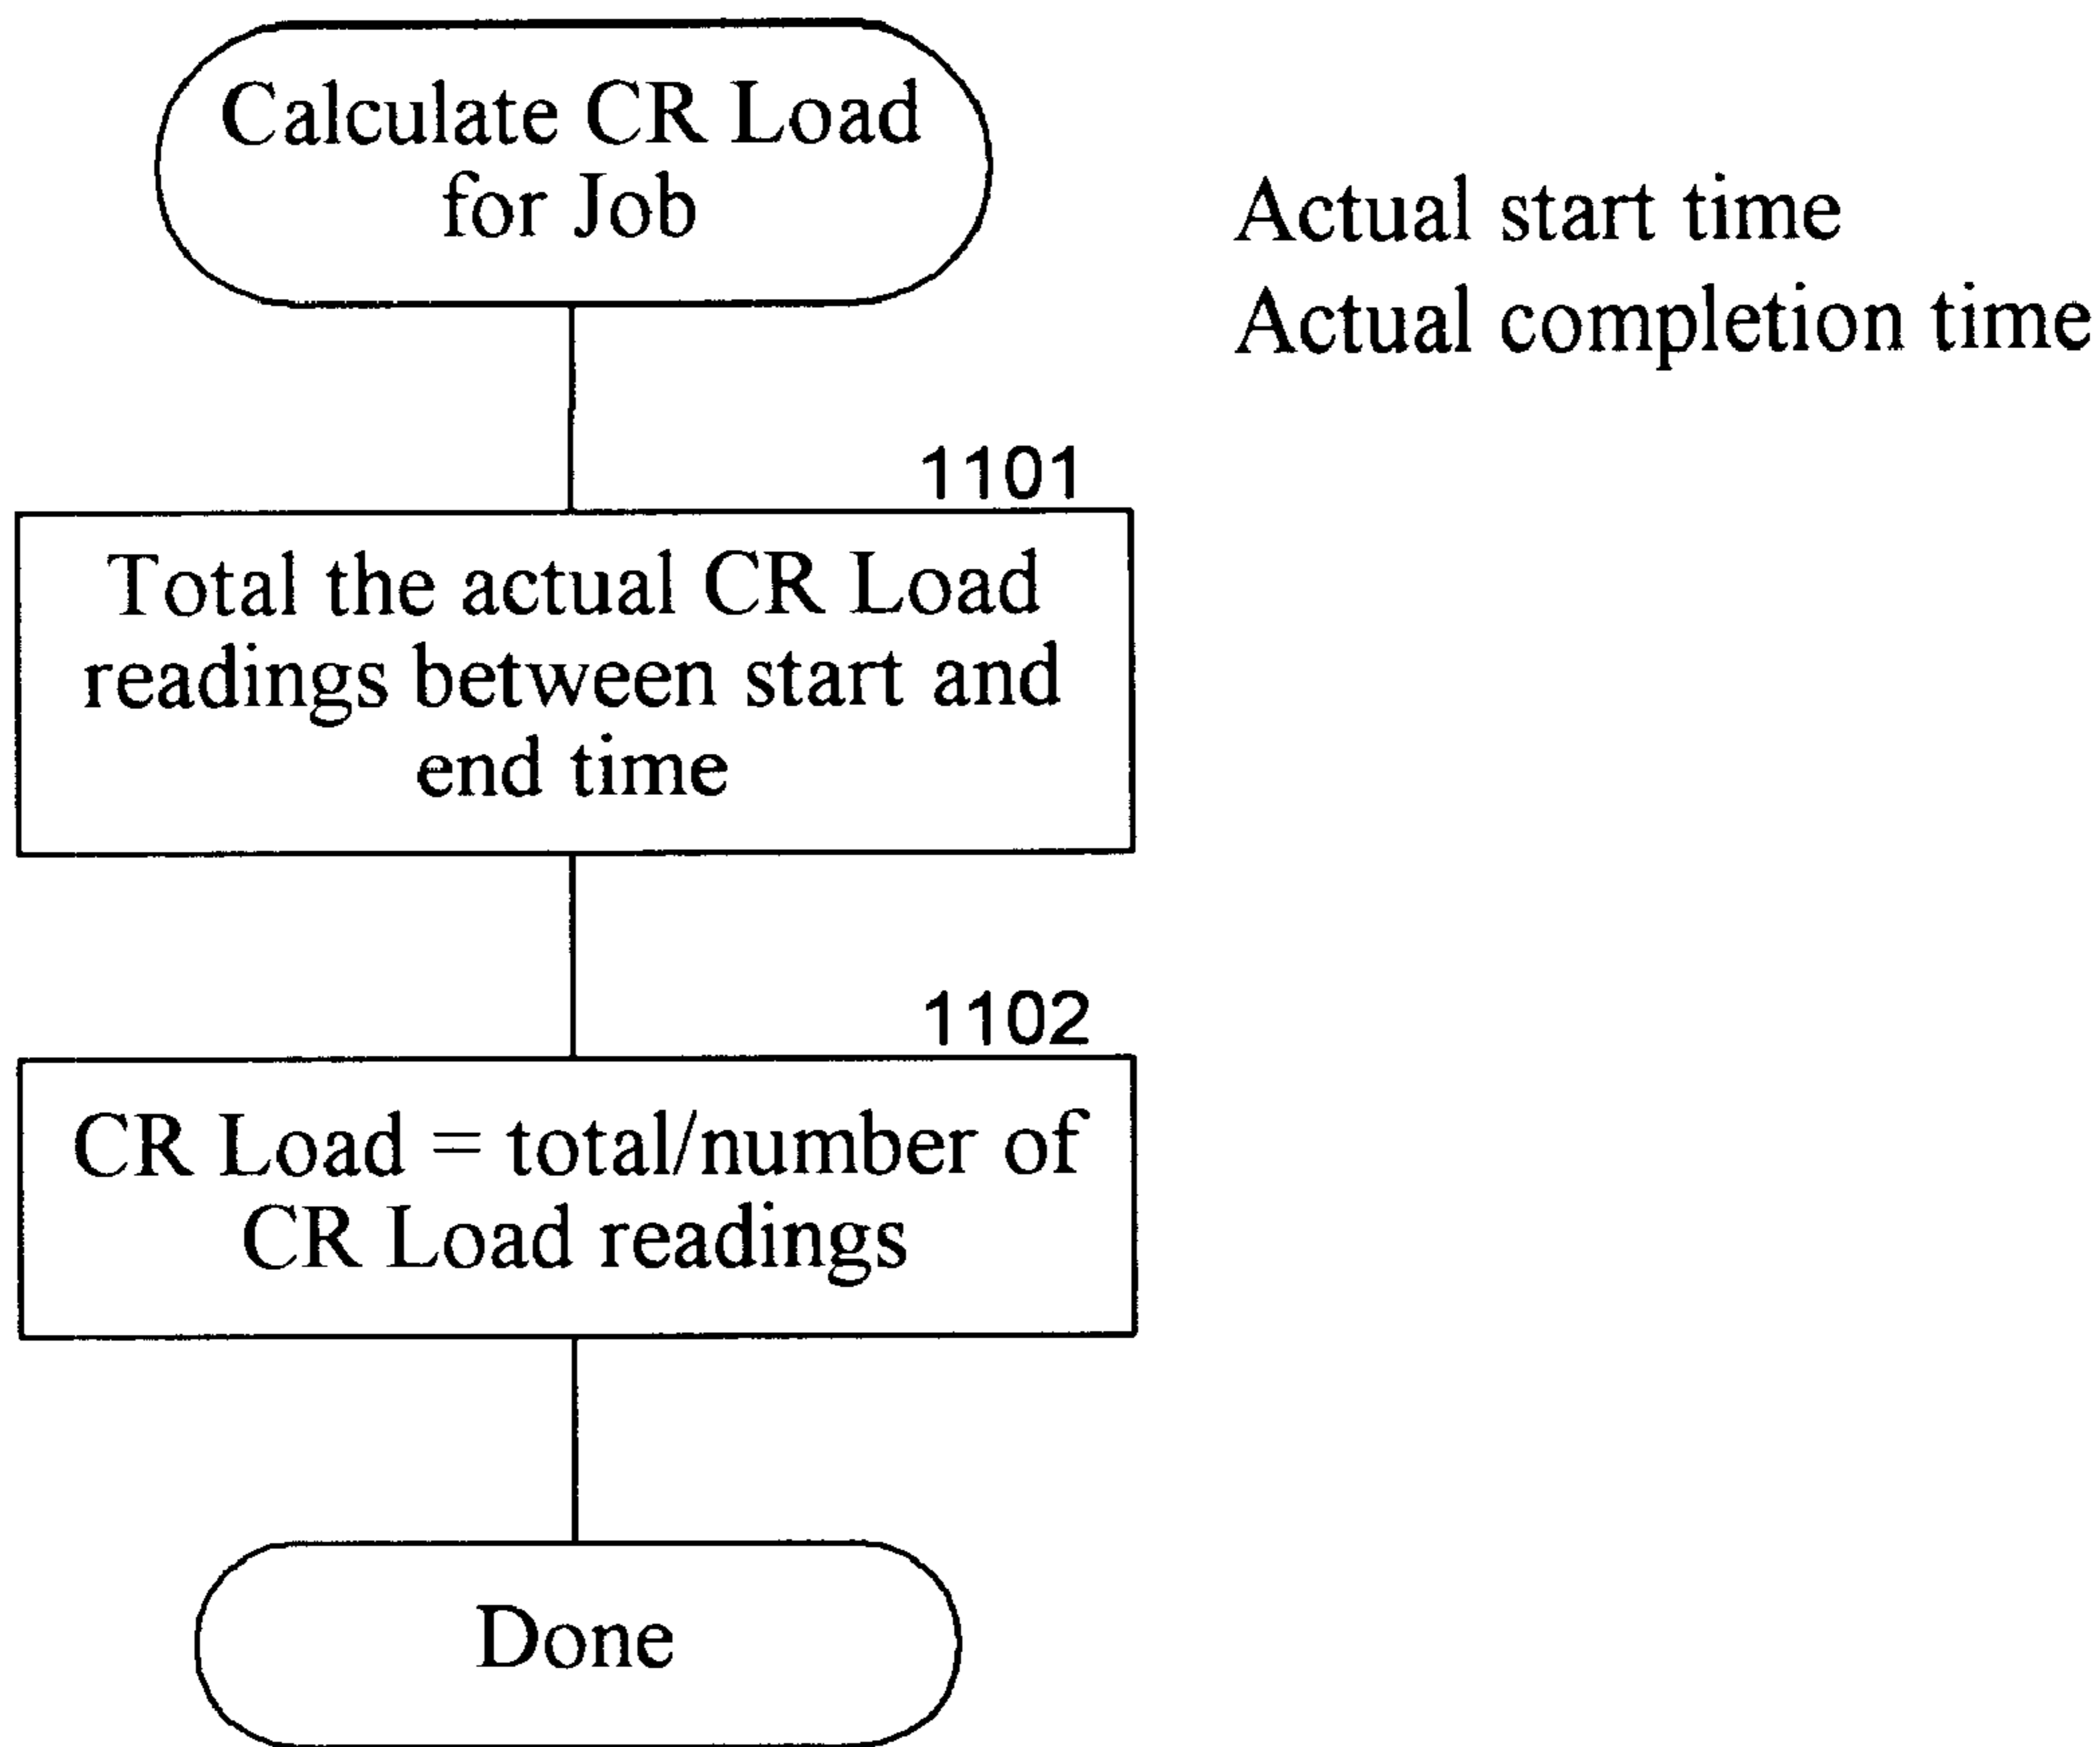 Calculate CR Load
for Job
Actual start time
Actual completion time
1101
Total the actual CR Load
readings between start and
end time
1102
CR Load = total/number of
CR Load readings
Done